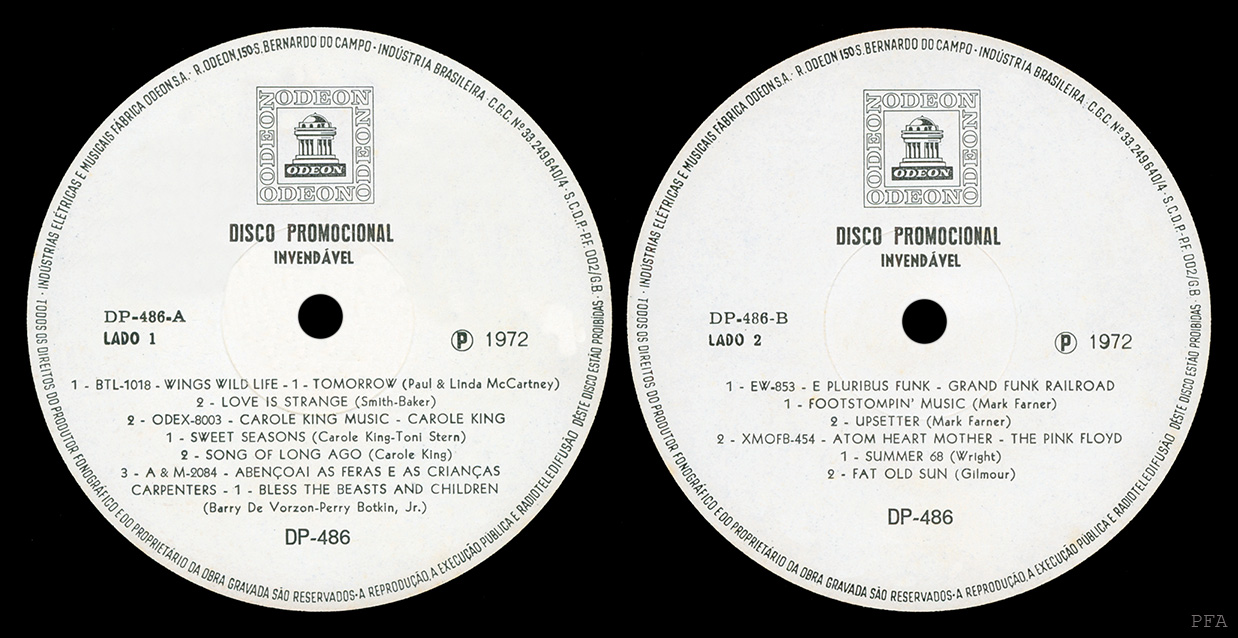 TODOS OS DIREITOS DO PRODUTOR FONOGRÁFICO E DO PROPRIETÁRIO DA OBRA GRAVADA SÃO RESERVADOS · A REPRODUÇÃO, A EXECUÇÃO PÚBLICA E RADIOTELEDIFUSÃO DÊSTE DISCO ESTÃO PROIBIDAS · INDÚSTRIAS ELÉTRICAS E MUSICAIS FÁBRICA ODEON S.A. · R. ODEON, 150 S. BERNARDO DO CAMPO · INDÚSTRIA BRASILEIRA · C.G.C. Nº 33.249.640/4 · S.C.D.P.-P.F. 002/G.B.
ODEON
ODEON
ODEON
ODEON
ODEON
DISCO PROMOCIONAL
INVENDÁVEL
DP-486-A
LADO 1
Ⓟ 1972
1 - BTL-1018 - WINGS WILD LIFE - 1 - TOMORROW (Paul & Linda McCartney)
2 - LOVE IS STRANGE (Smith-Baker)
2 - ODEX-8003 - CAROLE KING MUSIC - CAROLE KING
1 - SWEET SEASONS (Carole King-Toni Stern)
2 - SONG OF LONG AGO (Carole King)
3 - A & M-2084 - ABENÇOAI AS FERAS E AS CRIANÇAS
CARPENTERS - 1 - BLESS THE BEASTS AND CHILDREN
(Barry De Vorzon-Perry Botkin, Jr.)
DP-486
TODOS OS DIREITOS DO PRODUTOR FONOGRÁFICO E DO PROPRIETÁRIO DA OBRA GRAVADA SÃO RESERVADOS · A REPRODUÇÃO, A EXECUÇÃO PÚBLICA E RADIOTELEDIFUSÃO DÊSTE DISCO ESTÃO PROIBIDAS · INDÚSTRIAS ELÉTRICAS E MUSICAIS FÁBRICA ODEON S.A. · R. ODEON 150 S. BERNARDO DO CAMPO · INDÚSTRIA BRASILEIRA · C.G.C. Nº 33.249.640/4 · S.C.D.P.-P.F. 002/G.B.
ODEON
ODEON
ODEON
ODEON
ODEON
DISCO PROMOCIONAL
INVENDÁVEL
DP-486-B
LADO 2
Ⓟ 1972
1 - EW-853 - E PLURIBUS FUNK - GRAND FUNK RAILROAD
1 - FOOTSTOMPIN' MUSIC (Mark Farner)
2 - UPSETTER (Mark Farner)
2 - XMOFB-454 - ATOM HEART MOTHER - THE PINK FLOYD
1 - SUMMER 68 (Wright)
2 - FAT OLD SUN (Gilmour)
DP-486
PFA